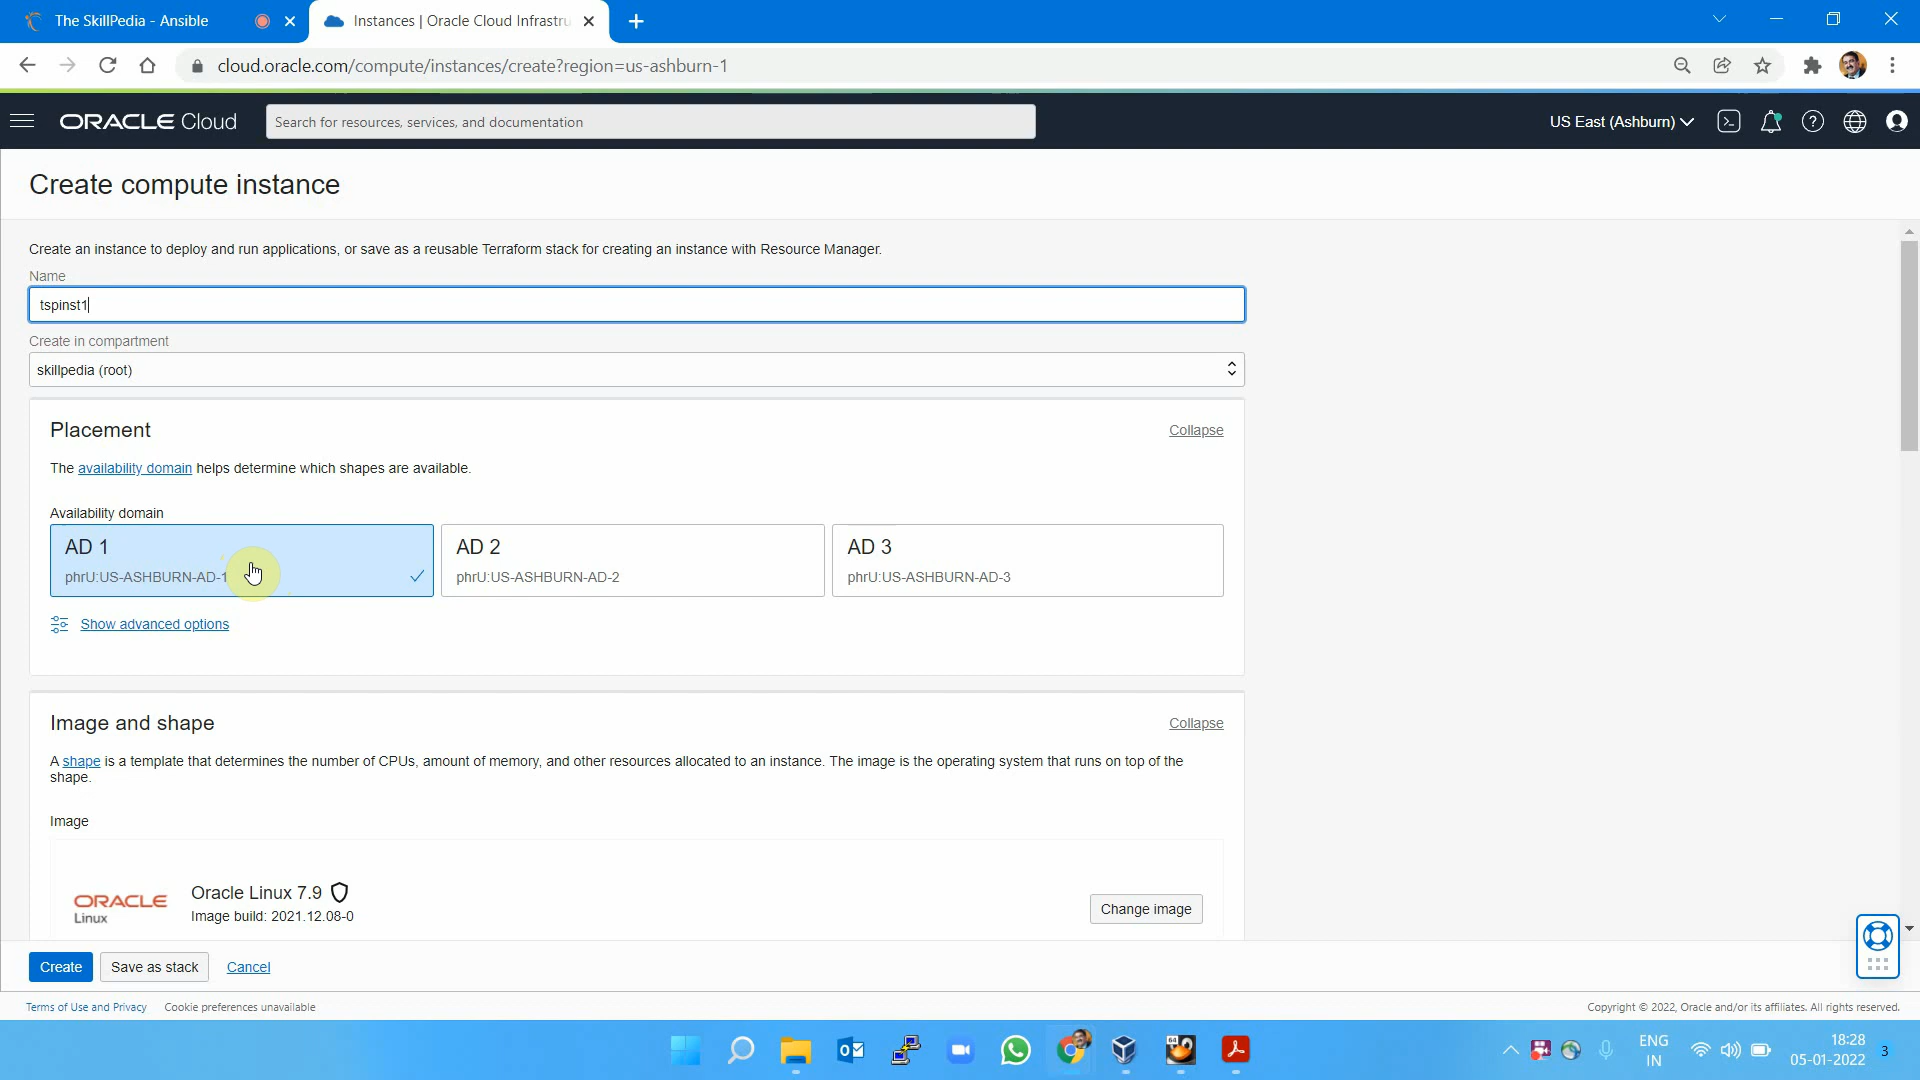 The SkillPedia - Ansible
Instances | Oracle Cloud Infrastru
cloud.oracle.com/compute/instances/create?region=us-ashburn-1
ORACLE Cloud
Search for resources, services, and documentation
US East (Ashburn)
Create compute instance
Create an instance to deploy and run applications, or save as a reusable Terraform stack for creating an instance with Resource Manager.
Name
tspinst1
Create in compartment
skillpedia (root)
Placement
Collapse
The availability domain helps determine which shapes are available.
Availability domain
AD 1
phrU:US-ASHBURN-AD-1
AD 2
phrU:US-ASHBURN-AD-2
AD 3
phrU:US-ASHBURN-AD-3
Show advanced options
Image and shape
Collapse
A shape is a template that determines the number of CPUs, amount of memory, and other resources allocated to an instance. The image is the operating system that runs on top of the
shape.
Image
ORACLE
Linux
Oracle Linux 7.9
Image build: 2021.12.08-0
Change image
Create
Save as stack
Cancel
Terms of Use and Privacy
Cookie preferences unavailable
Copyright © 2022, Oracle and/or its affiliates. All rights reserved.
64
ENG
IN
18:28
05-01-2022
3